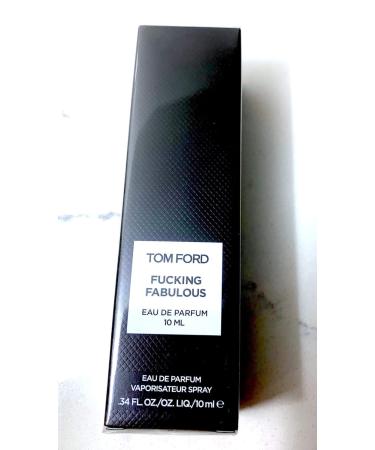 TOM FORD
FUCKING
FABULOUS
EAU DE PARFUM
10 ML
EAU DE PARFUM
VAPORISATEUR SPRAY
.34 FL. OZ./OZ. LIQ./10 ml ℮